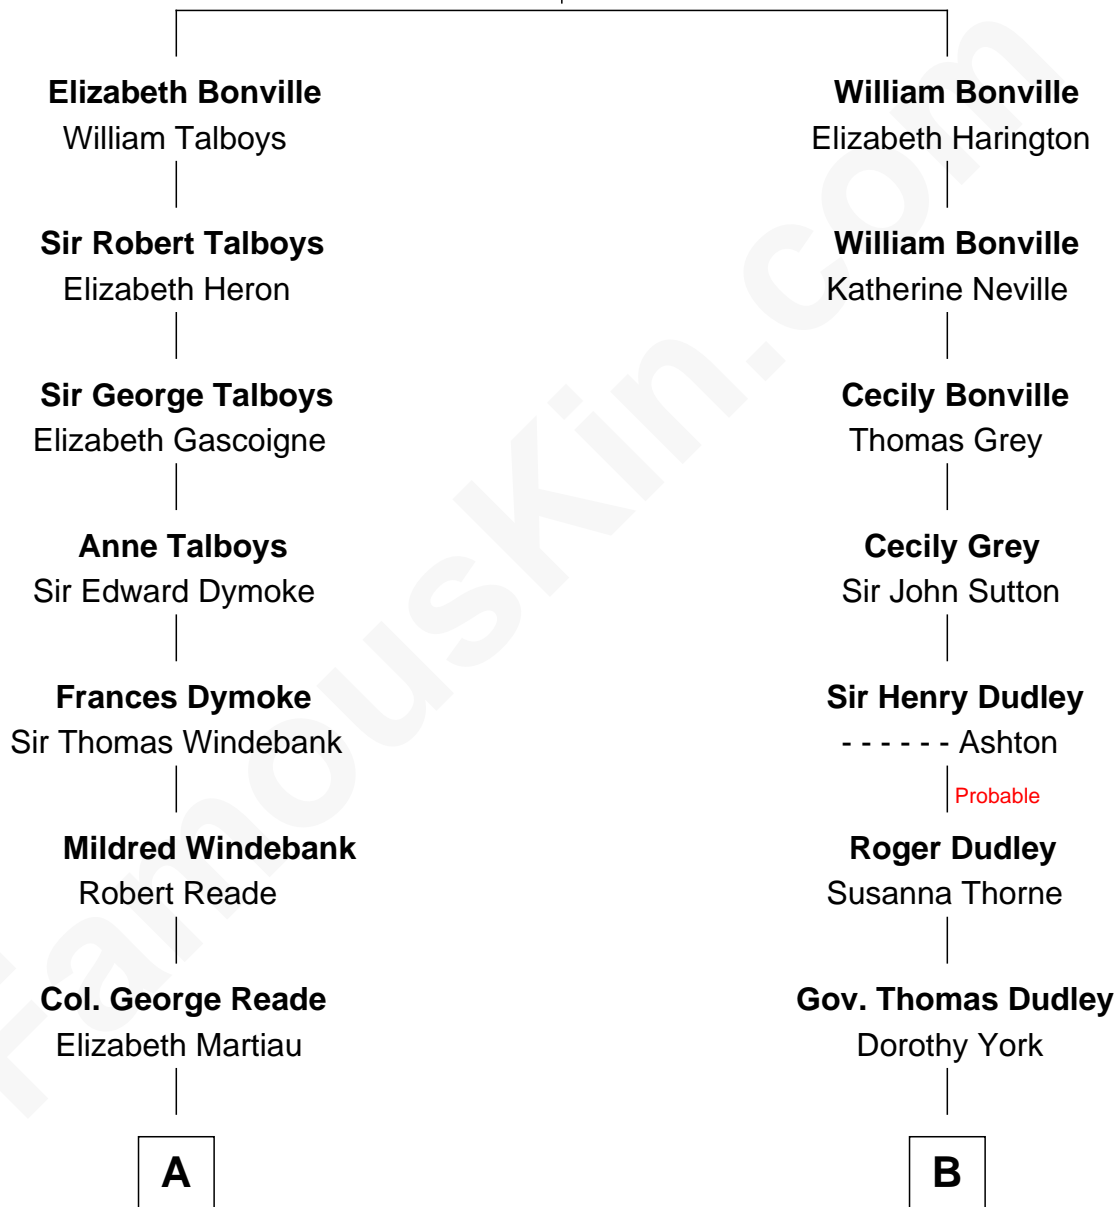 Elizabeth Bonville
William Talboys
Sir Robert Talboys
Elizabeth Heron
Sir George Talboys
Elizabeth Gascoigne
Anne Talboys
Sir Edward Dymoke
Frances Dymoke
Sir Thomas Windebank
Mildred Windebank
Robert Reade
Col. George Reade
Elizabeth Martiau
A
William Bonville
Elizabeth Harington
William Bonville
Katherine Neville
Cecily Bonville
Thomas Grey
Cecily Grey
Sir John Sutton
Sir Henry Dudley
- - - - - - Ashton
Probable
Roger Dudley
Susanna Thorne
Gov. Thomas Dudley
Dorothy York
B
FamousKin.com